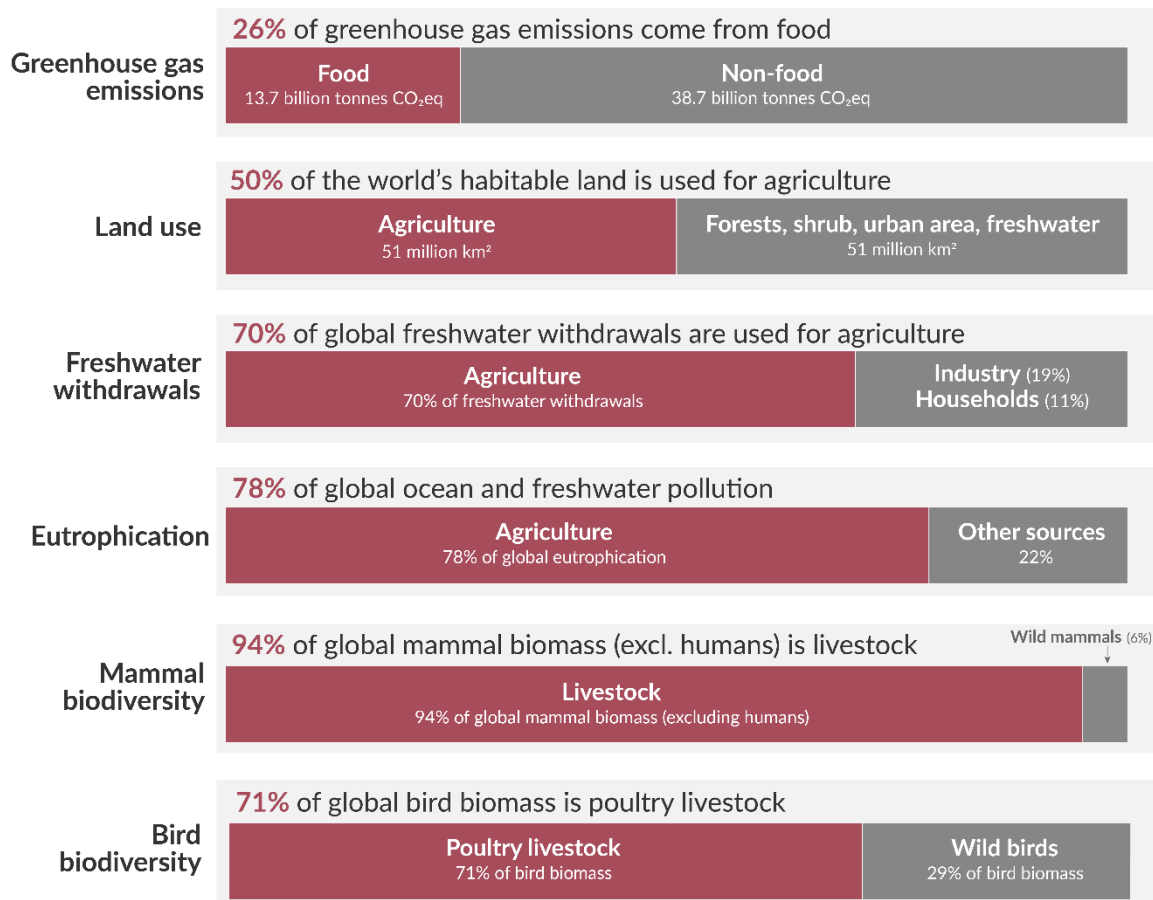 26% of greenhouse gas emissions come from food
Greenhouse gas
emissions
Food
13.7 billion tonnes CO₂eq
Non-food
38.7 billion tonnes CO₂eq
50% of the world’s habitable land is used for agriculture
Land use
Agriculture
51 million km²
Forests, shrub, urban area, freshwater
51 million km²
70% of global freshwater withdrawals are used for agriculture
Freshwater
withdrawals
Agriculture
70% of freshwater withdrawals
Industry (19%)
Households (11%)
78% of global ocean and freshwater pollution
Eutrophication
Agriculture
78% of global eutrophication
Other sources
22%
94% of global mammal biomass (excl. humans) is livestock
Wild mammals (6%)
Mammal
biodiversity
Livestock
94% of global mammal biomass (excluding humans)
71% of global bird biomass is poultry livestock
Bird
biodiversity
Poultry livestock
71% of bird biomass
Wild birds
29% of bird biomass